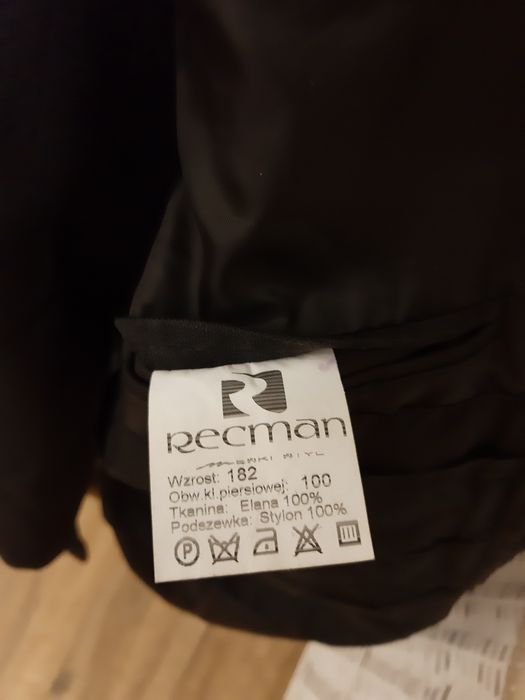 Recman
Wzrost: 182
Obw.kl.piersiowej: 100
Tkanina: Elana 100%
Podszewka: Stylon 100%
P